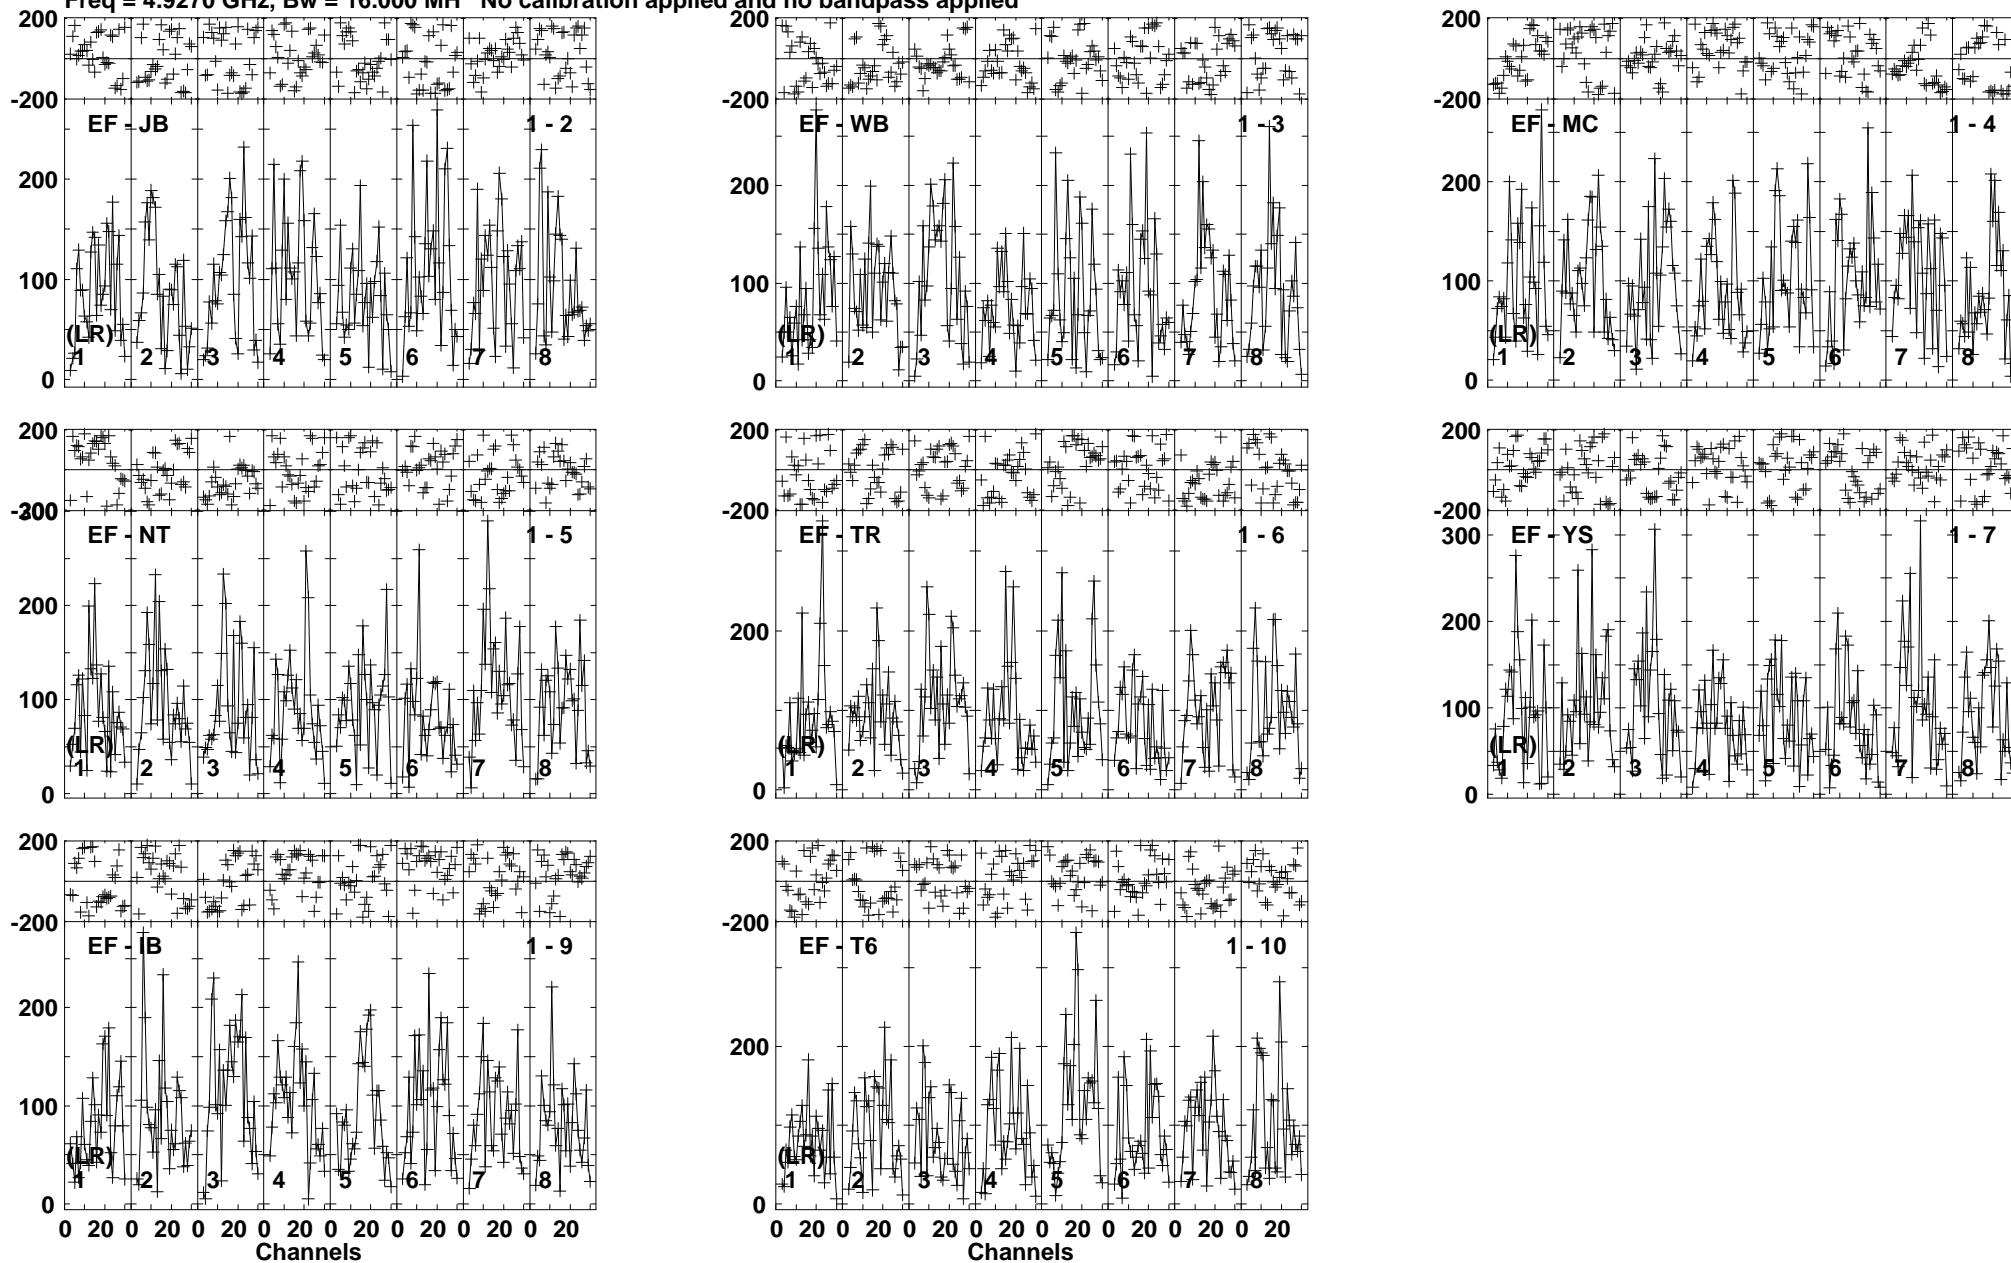 Freq = 4.9270 GHz, Bw = 16.000 MH No calibration applied and no bandpass applied
200 200 200
-200 -200 -200
EF - JB 1 - 2 EF - WB 1 - 3 EF - MC 1 - 4
200 200 200
100 100 100
(LR) (LR) (LR)
1 2 3 4 5 6 7 8 1 2 3 4 5 6 7 8 1 2 3 4 5 6 7 8
0 0 0
200 200 200
-200 -200 -200
300 300
EF - NT 1 - 5 EF - TR 1 - 6 EF - YS 1 - 7
200 200 200
100 100
(LR) (LR) (LR)
1 2 3 4 5 6 7 8 1 2 3 4 5 6 7 8 1 2 3 4 5 6 7 8
0 0 0
200 200
-200 -200
EF - IB 1 - 9 EF - T6 1 - 10
200 200
100
(LR) (LR)
1 2 3 4 5 6 7 8 1 2 3 4 5 6 7 8
0 0
0 20 0 20 0 20 0 20 0 20 0 20 0 20 0 20 0 20 0 20 0 20 0 20 0 20 0 20 0 20 0 20
Channels Channels